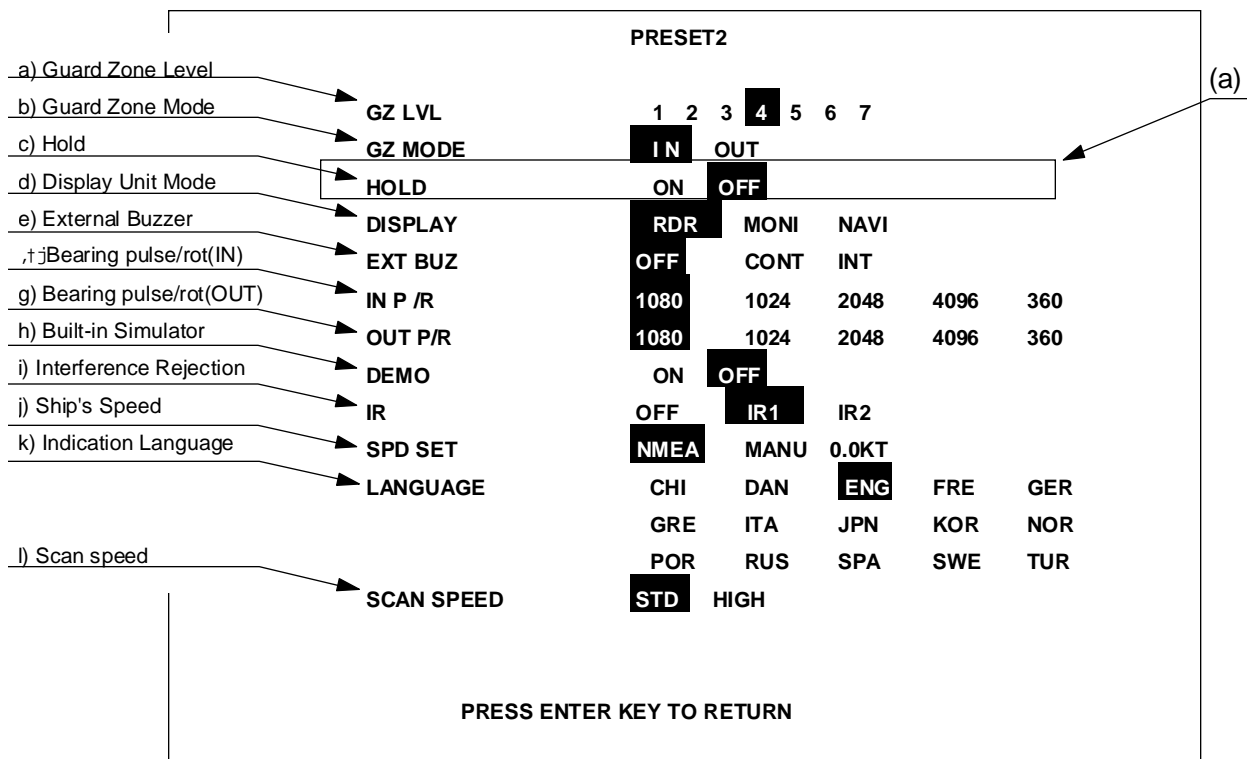 PRESET2
a) Guard Zone Level
(a)
b) Guard Zone Mode
GZ LVL 1 2 3 4 5 6 7
c) Hold
GZ MODE IN OUT
d) Display Unit Mode
HOLD ON OFF
e) External Buzzer
DISPLAY RDR MONI NAVI
,†jBearing pulse/rot(IN)
EXT BUZ OFF CONT INT
g) Bearing pulse/rot(OUT)
IN P /R 1080 1024 2048 4096 360
h) Built-in Simulator
OUT P/R 1080 1024 2048 4096 360
i) Interference Rejection
DEMO ON OFF
j) Ship's Speed
IR OFF IR1 IR2
k) Indication Language
SPD SET NMEA MANU 0.0KT
LANGUAGE CHI DAN ENG FRE GER
GRE ITA JPN KOR NOR
l) Scan speed
POR RUS SPA SWE TUR
SCAN SPEED STD HIGH
PRESS ENTER KEY TO RETURN